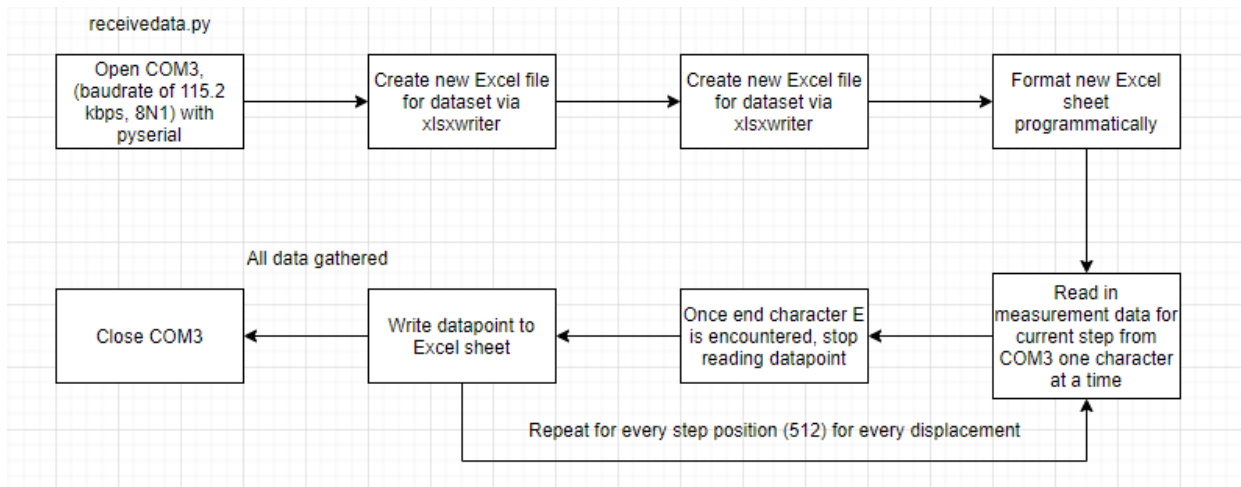 receivedata.py
Open COM3,
(baudrate of 115.2
kbps, 8N1) with
pyserial
Create new Excel file
for dataset via
xlsxwriter
Create new Excel file
for dataset via
xlsxwriter
Format new Excel
sheet
programmatically
Read in
measurement data for
current step from
COM3 one character
at a time
Once end character E
is encountered, stop
reading datapoint
Write datapoint to
Excel sheet
All data gathered
Close COM3
Repeat for every step position (512) for every displacement